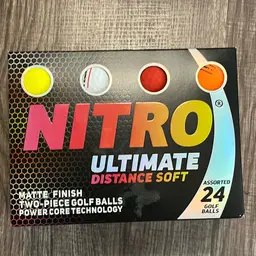 NITRO®
ULTIMATE
DISTANCE SOFT
MATTE FINISH
TWO-PIECE GOLF BALLS
POWER CORE TECHNOLOGY
ASSORTED
24
GOLF
BALLS